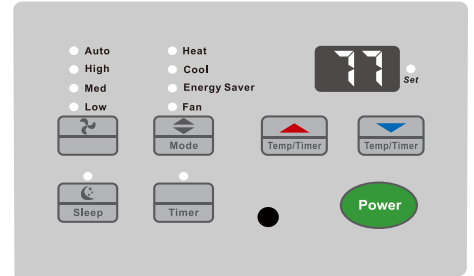 Auto Heat
High Cool
Med Energy Saver
Low Fan
77
Set
Mode Temp/Timer Temp/Timer
Sleep Timer
Power